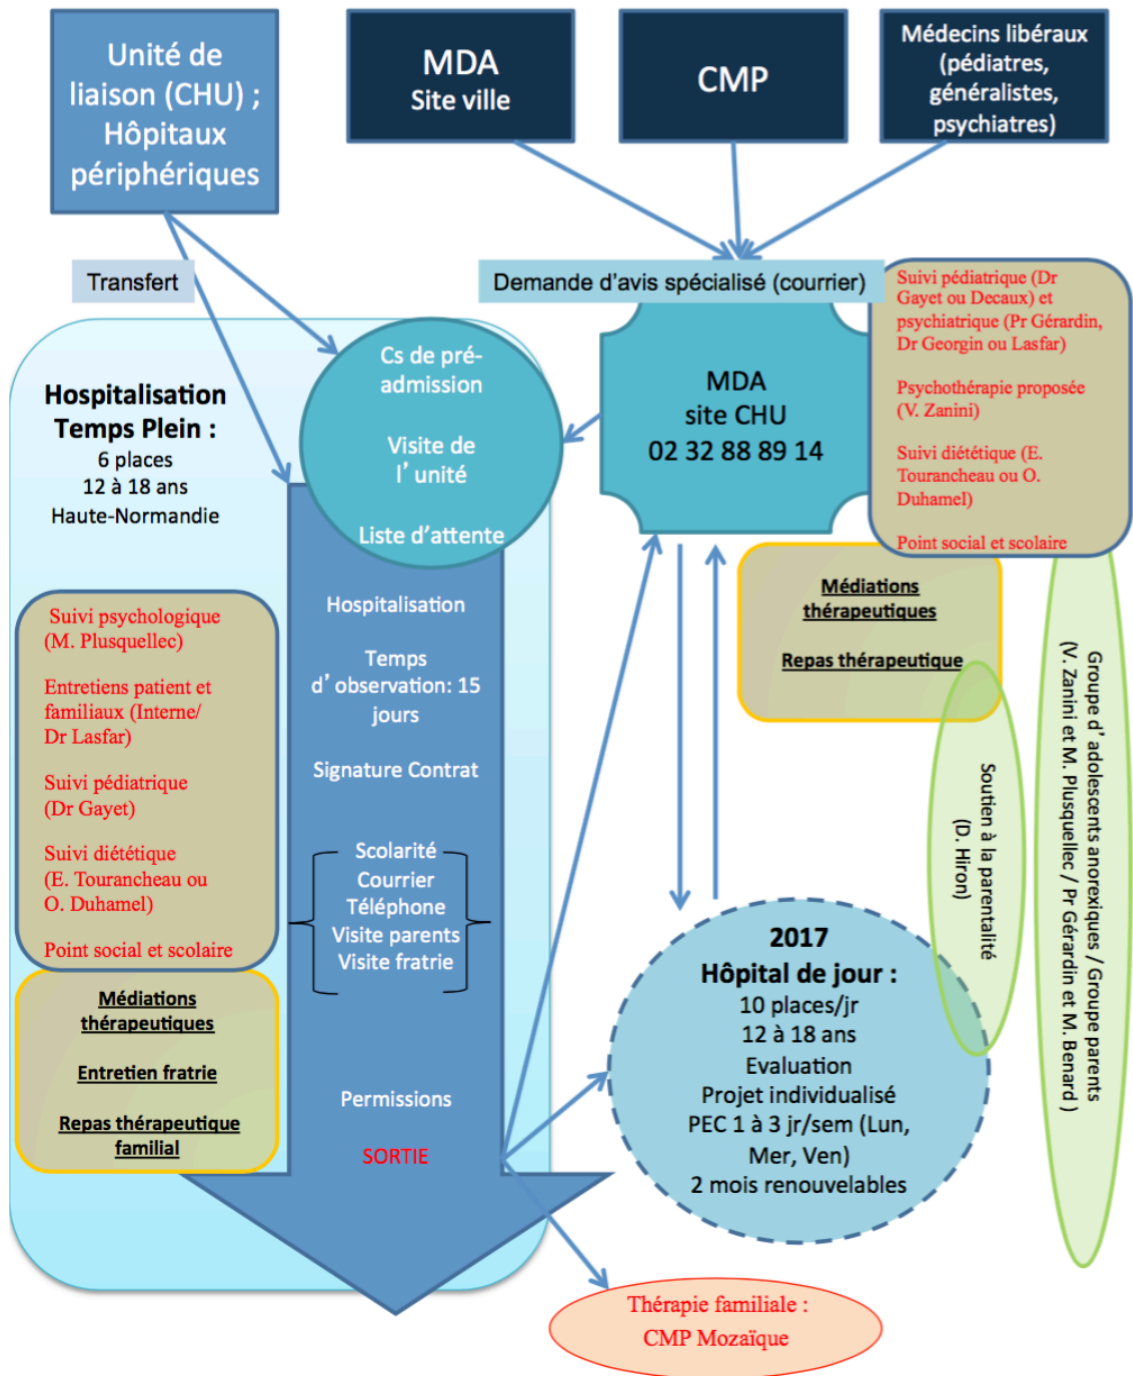 Unité de
liaison (CHU) ;
Hôpitaux
périphériques
MDA
Site ville
CMP
Médecins libéraux
(pédiatres,
généralistes,
psychiatres)
Transfert
Demande d'avis spécialisé (courrier)
Hospitalisation
Temps Plein :
6 places
12 à 18 ans
Haute-Normandie
Cs de pré-
admission
Visite de
l' unité
Liste d'attente
MDA
site CHU
02 32 88 89 14
Suivi pédiatrique (Dr
Gayet ou Decaux) et
psychiatrique (Pr Gérardin,
Dr Georgin ou Lasfar)
Psychothérapie proposée
(V. Zanini)
Suivi diététique (E.
Tourancheau ou O.
Duhamel)
Point social et scolaire
Médiations
thérapeutiques
Repas thérapeutique
Soutien à la parentalité
(D. Hiron)
Groupe d' adolescents anorexiques / Groupe parents
(V. Zanini et M. Plusquellec / Pr Gérardin et M. Benard )
Suivi psychologique
(M. Plusquellec)
Entretiens patient et
familiaux (Interne/
Dr Lasfar)
Suivi pédiatrique
(Dr Gayet)
Suivi diététique
(E. Tourancheau ou
O. Duhamel)
Point social et scolaire
Médiations
thérapeutiques
Entretien fratrie
Repas thérapeutique
familial
Hospitalisation
Temps
d' observation: 15
jours
Signature Contrat
Scolarité
Courrier
Téléphone
Visite parents
Visite fratrie
Permissions
SORTIE
2017
Hôpital de jour :
10 places/jr
12 à 18 ans
Evaluation
Projet individualisé
PEC 1 à 3 jr/sem (Lun,
Mer, Ven)
2 mois renouvelables
Thérapie familiale :
CMP Mozaïque